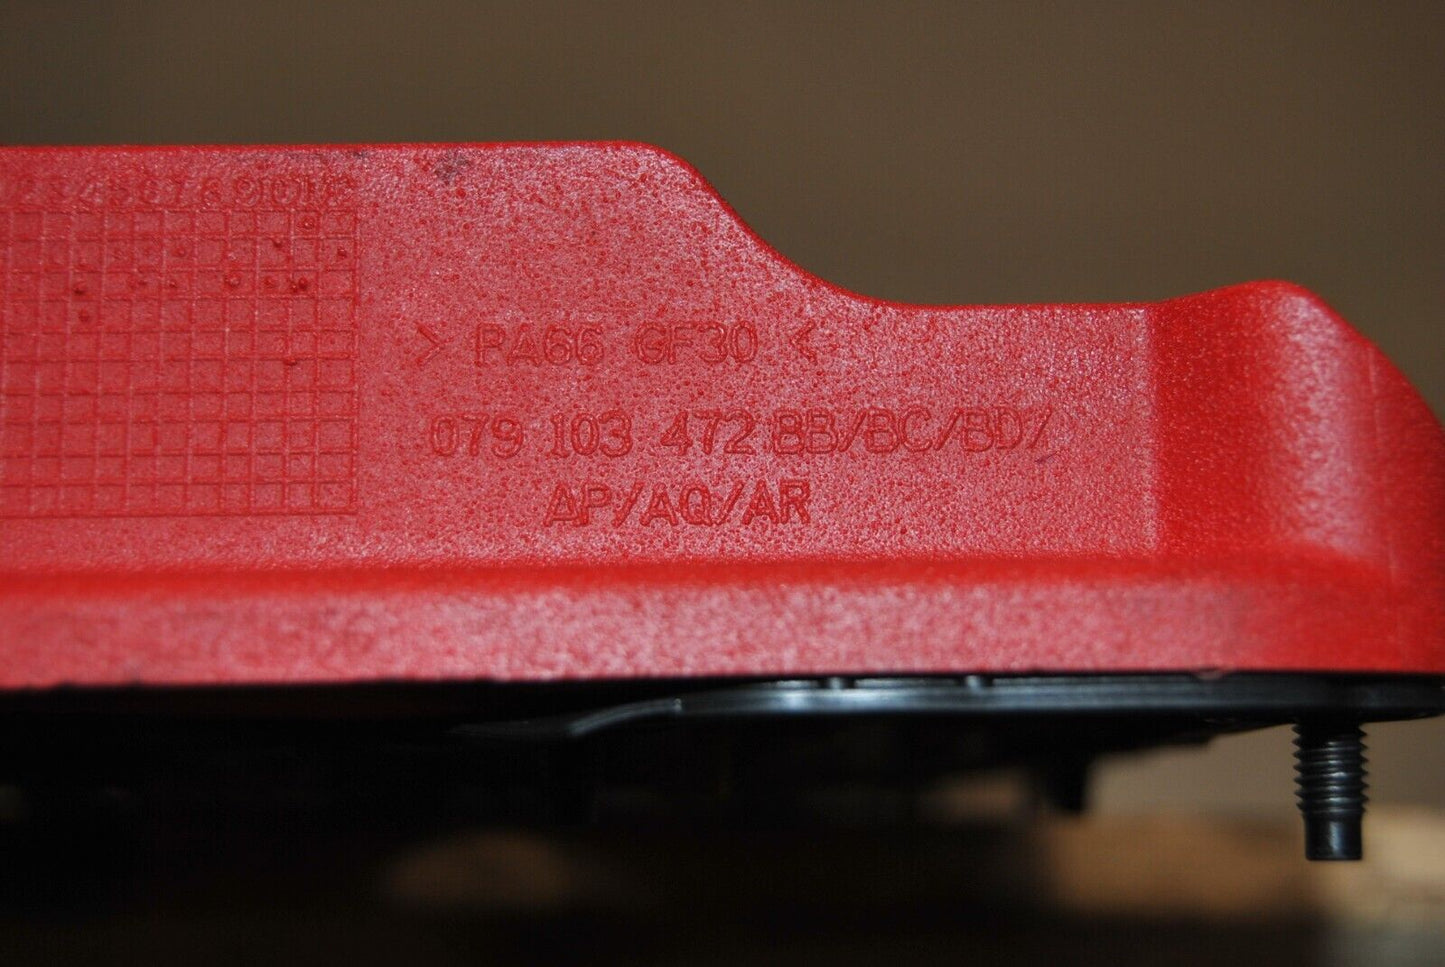 > PA66 GF30 <
079 103 472 BB/BC/BD/
AP/AQ/AR